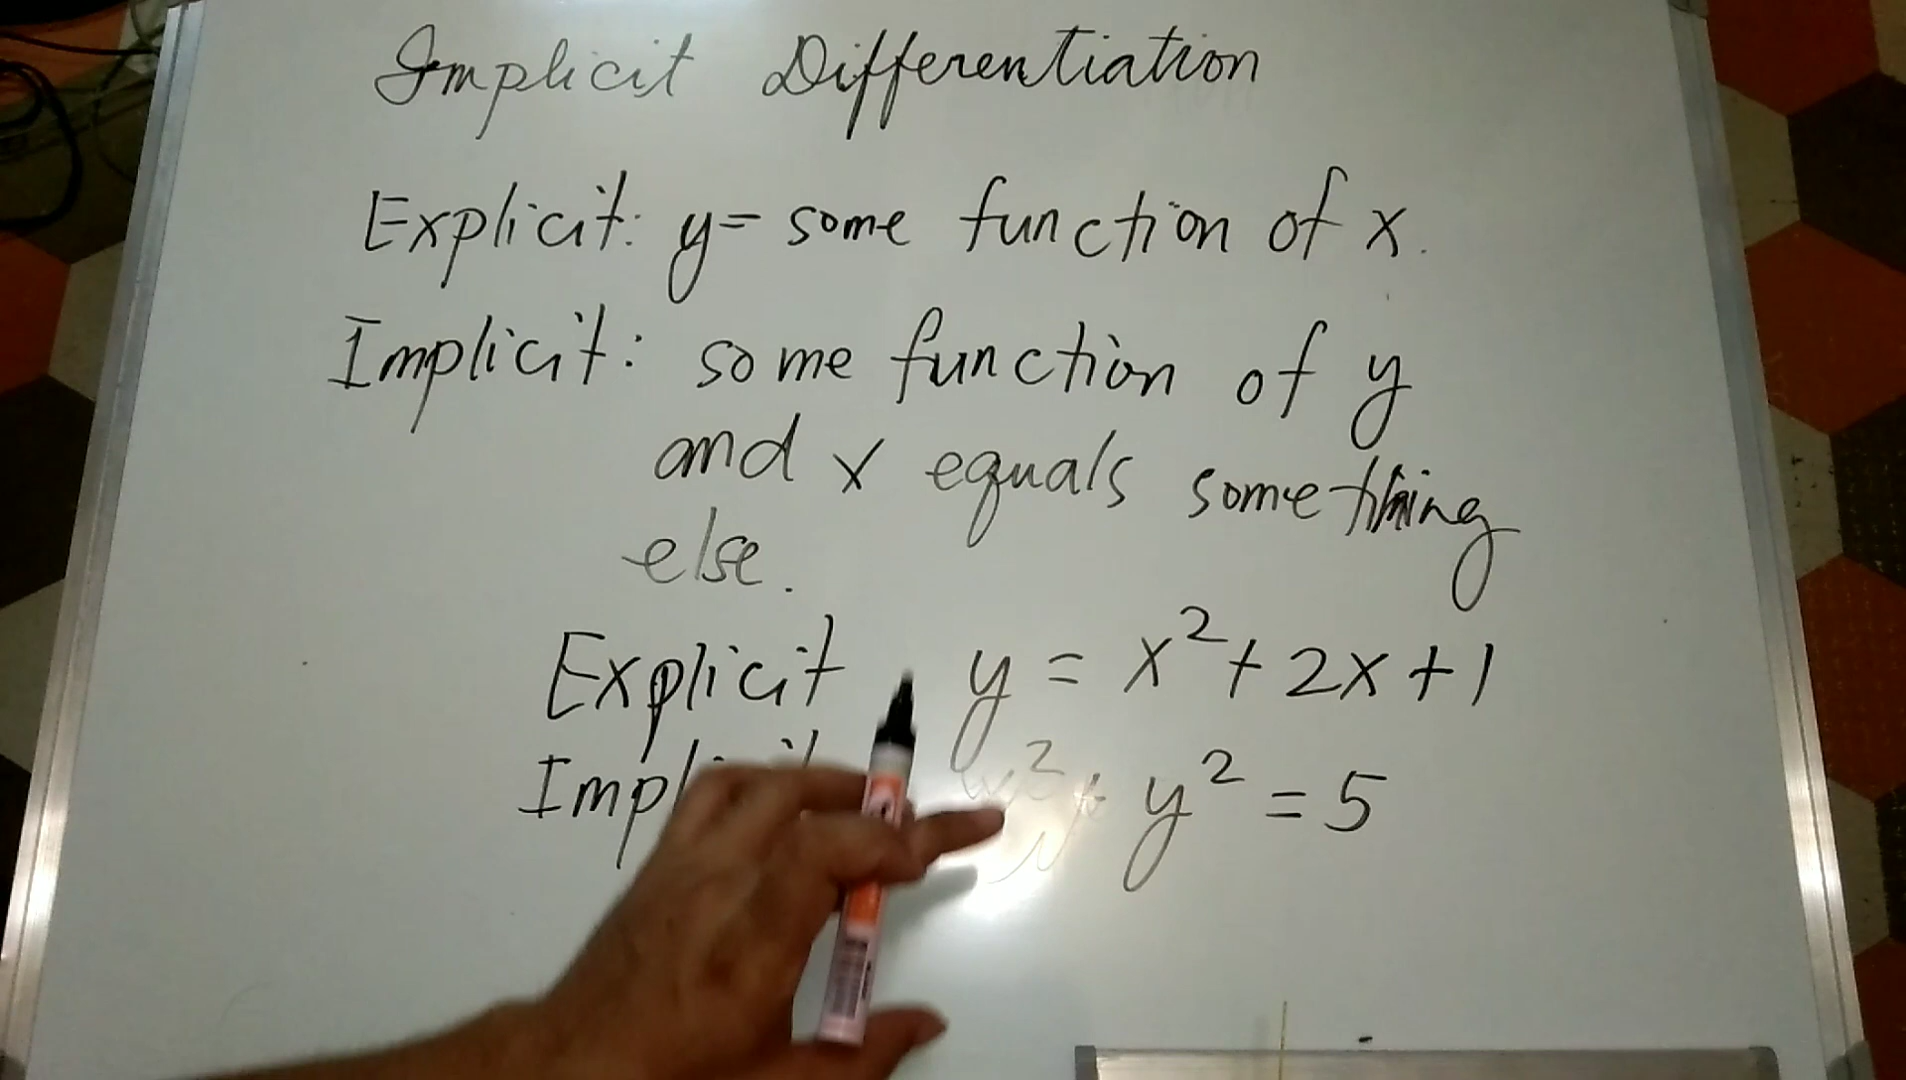 Implicit Differentiation
Explicit: y = some function of x.
Implicit: some function of y
and x equals something
else.
Explicit y = x² + 2x + 1
x² + y² = 5